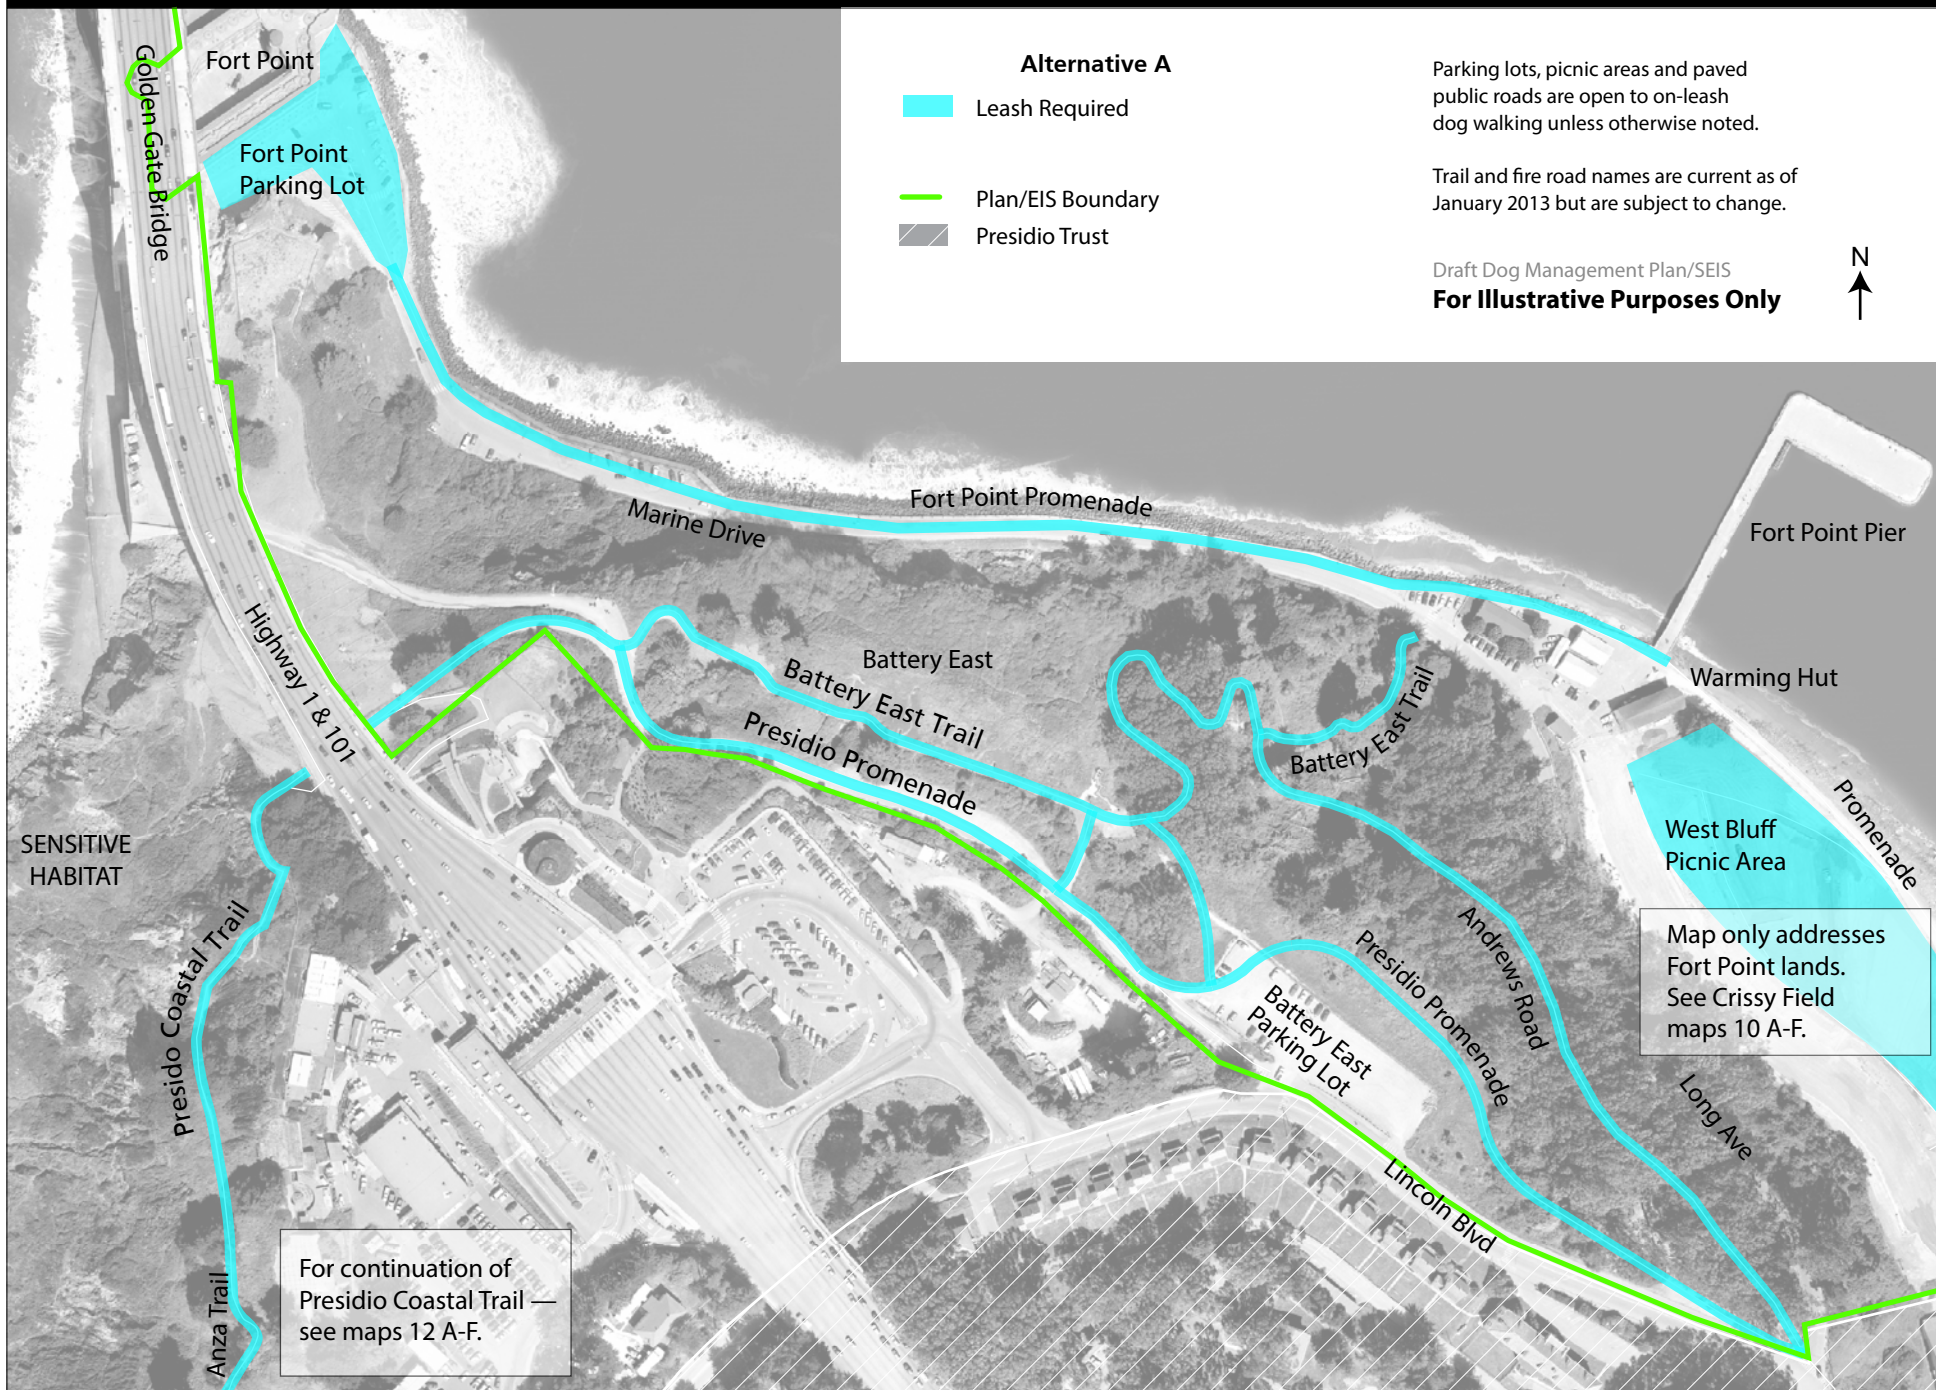 Alternative A
Leash Required
Plan/EIS Boundary
Presidio Trust
Parking lots, picnic areas and paved
public roads are open to on-leash
dog walking unless otherwise noted.
Trail and fire road names are current as of
January 2013 but are subject to change.
Draft Dog Management Plan/SEIS
For Illustrative Purposes Only
N
Fort Point
Golden Gate Bridge
Fort Point
Parking Lot
Fort Point Promenade
Marine Drive
Fort Point Pier
Highway 1 & 101
Battery East
Battery East Trail
Presidio Promenade
Battery East Trail
Warming Hut
Promenade
West Bluff
Picnic Area
SENSITIVE
HABITAT
Presido Coastal Trail
Map only addresses
Fort Point lands.
See Crissy Field
maps 10 A-F.
Andrews Road
Presidio Promenade
Battery East
Parking Lot
Long Ave
Lincoln Blvd
Anza Trail
For continuation of
Presidio Coastal Trail —
see maps 12 A-F.